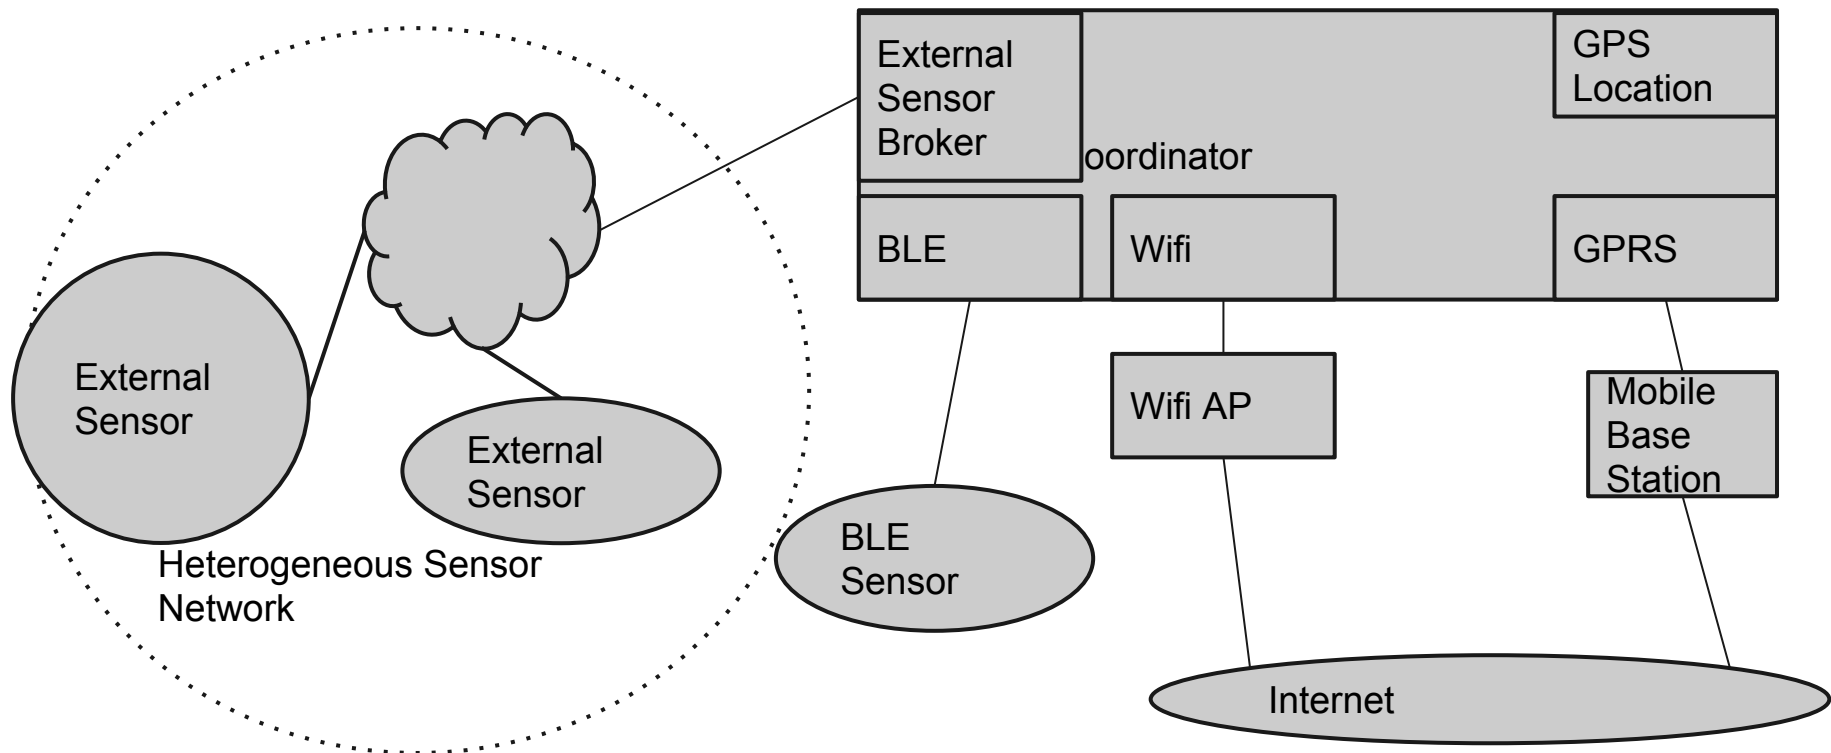 External
Sensor
Broker
GPS
Location
oordinator
BLE
Wifi
GPRS
External
Sensor
External
Sensor
Heterogeneous Sensor
Network
BLE
Sensor
Wifi AP
Mobile
Base
Station
Internet